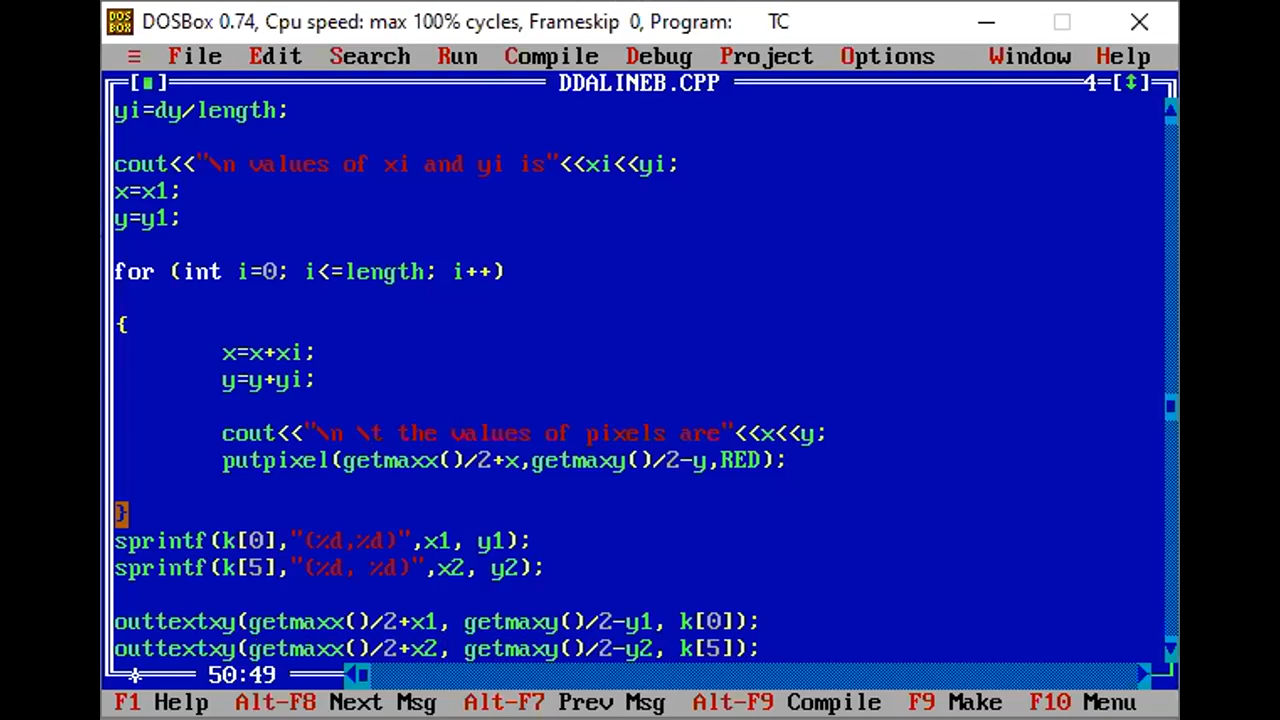 DOSBox 0.74, Cpu speed: max 100% cycles, Frameskip 0, Program: TC
≡ File Edit Search Run Compile Debug Project Options Window Help
DDALINEB.CPP 4
yi=dy/length;
cout<<"\n values of xi and yi is"<<xi<<yi;
x=x1;
y=y1;
for (int i=0; i<=length; i++)
{
x=x+xi;
y=y+yi;
cout<<"\n \t the values of pixels are"<<x<<y;
putpixel(getmaxx()/2+x,getmaxy()/2-y,RED);
}
sprintf(k[0],"(%d,%d)",x1, y1);
sprintf(k[5],"(%d, %d)",x2, y2);
outtextxy(getmaxx()/2+x1, getmaxy()/2-y1, k[0]);
outtextxy(getmaxx()/2+x2, getmaxy()/2-y2, k[5]);
50:49
F1 Help Alt-F8 Next Msg Alt-F7 Prev Msg Alt-F9 Compile F9 Make F10 Menu